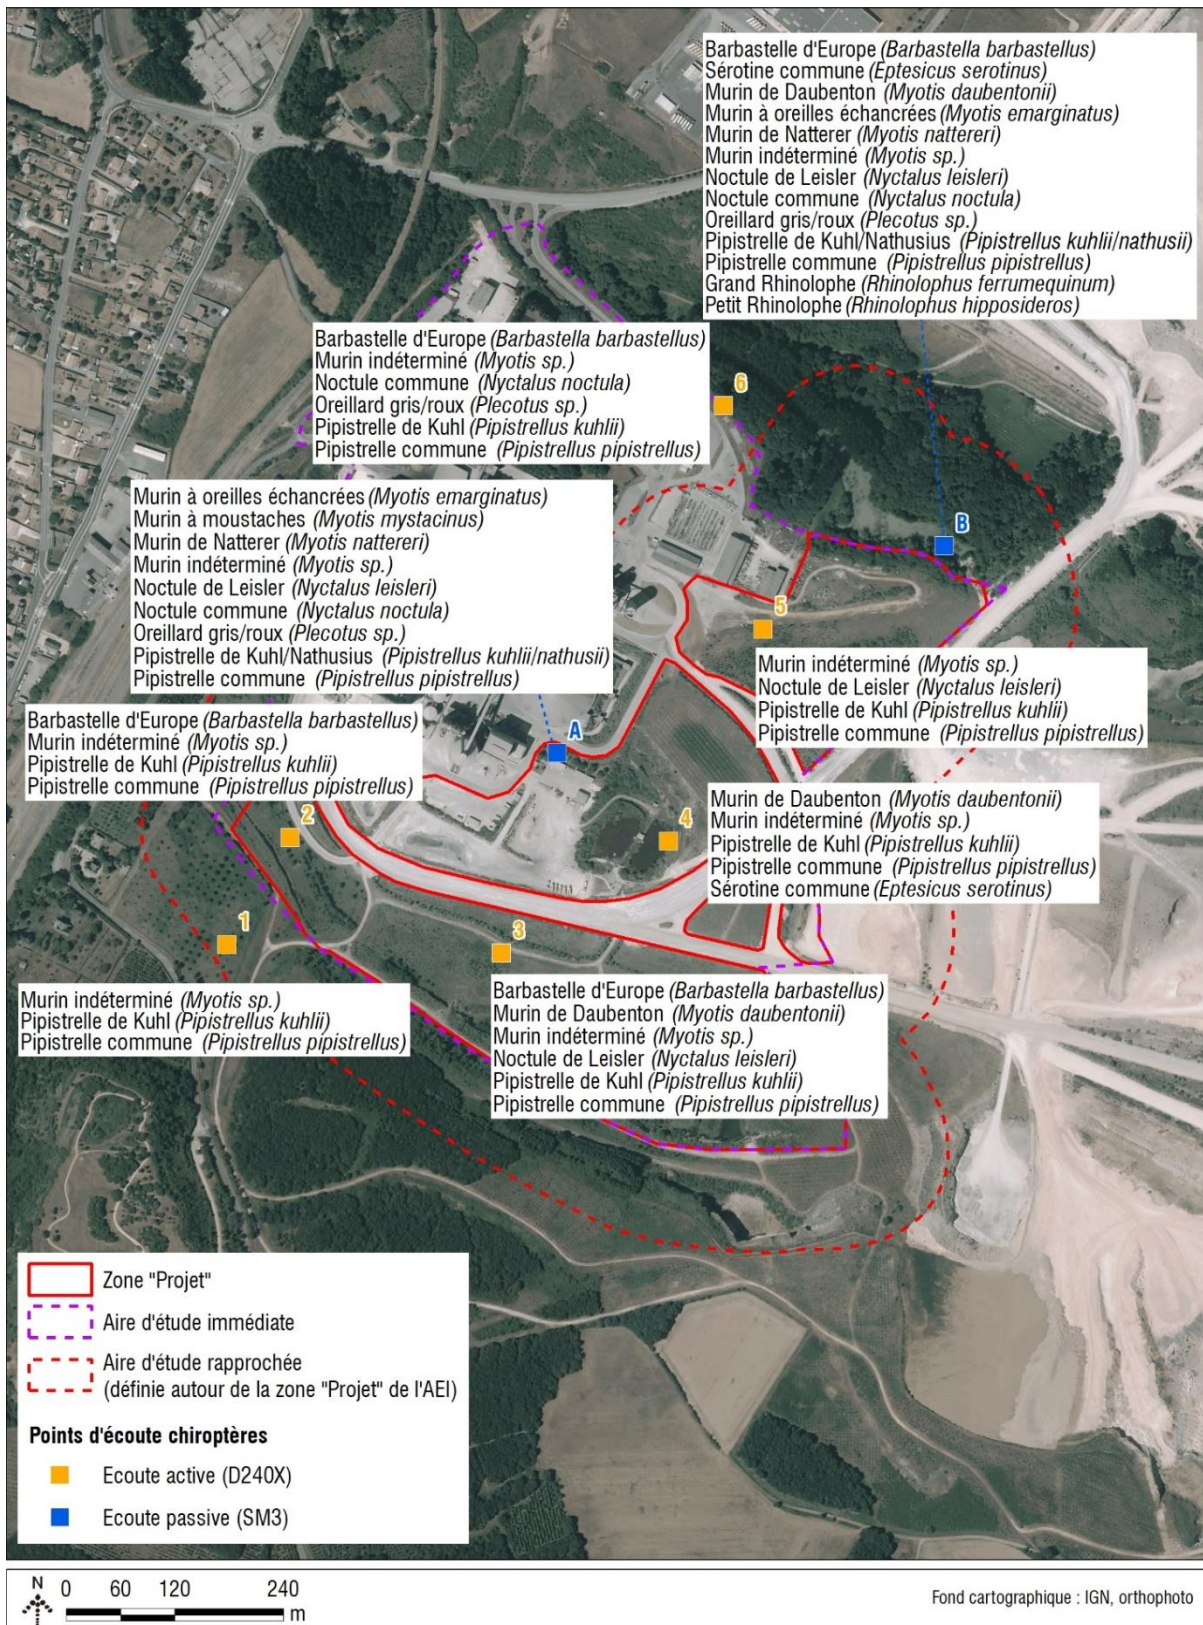 Barbastelle d'Europe (Barbastella barbastellus)
Sérotine commune (Eptesicus serotinus)
Murin de Daubenton (Myotis daubentonii)
Murin à oreilles échancrées (Myotis emarginatus)
Murin de Natterer (Myotis nattereri)
Murin indéterminé (Myotis sp.)
Noctule de Leisler (Nyctalus leisleri)
Noctule commune (Nyctalus noctula)
Oreillard gris/roux (Plecotus sp.)
Pipistrelle de Kuhl/Nathusius (Pipistrellus kuhlii/nathusii)
Pipistrelle commune (Pipistrellus pipistrellus)
Grand Rhinolophe (Rhinolophus ferrumequinum)
Petit Rhinolophe (Rhinolophus hipposideros)
Barbastelle d'Europe (Barbastella barbastellus)
Murin indéterminé (Myotis sp.)
Noctule commune (Nyctalus noctula)
Oreillard gris/roux (Plecotus sp.)
Pipistrelle de Kuhl (Pipistrellus kuhlii)
Pipistrelle commune (Pipistrellus pipistrellus)
6
Murin à oreilles échancrées (Myotis emarginatus)
Murin à moustaches (Myotis mystacinus)
Murin de Natterer (Myotis nattereri)
Murin indéterminé (Myotis sp.)
Noctule de Leisler (Nyctalus leisleri)
Noctule commune (Nyctalus noctula)
Oreillard gris/roux (Plecotus sp.)
Pipistrelle de Kuhl/Nathusius (Pipistrellus kuhlii/nathusii)
Pipistrelle commune (Pipistrellus pipistrellus)
B
5
Murin indéterminé (Myotis sp.)
Noctule de Leisler (Nyctalus leisleri)
Pipistrelle de Kuhl (Pipistrellus kuhlii)
Pipistrelle commune (Pipistrellus pipistrellus)
Barbastelle d'Europe (Barbastella barbastellus)
Murin indéterminé (Myotis sp.)
Pipistrelle de Kuhl (Pipistrellus kuhlii)
Pipistrelle commune (Pipistrellus pipistrellus)
A
2
4
Murin de Daubenton (Myotis daubentonii)
Murin indéterminé (Myotis sp.)
Pipistrelle de Kuhl (Pipistrellus kuhlii)
Pipistrelle commune (Pipistrellus pipistrellus)
Sérotine commune (Eptesicus serotinus)
1
3
Murin indéterminé (Myotis sp.)
Pipistrelle de Kuhl (Pipistrellus kuhlii)
Pipistrelle commune (Pipistrellus pipistrellus)
Barbastelle d'Europe (Barbastella barbastellus)
Murin de Daubenton (Myotis daubentonii)
Murin indéterminé (Myotis sp.)
Noctule de Leisler (Nyctalus leisleri)
Pipistrelle de Kuhl (Pipistrellus kuhlii)
Pipistrelle commune (Pipistrellus pipistrellus)
Zone "Projet"
Aire d'étude immédiate
Aire d'étude rapprochée
(définie autour de la zone "Projet" de l'AEI)
Points d'écoute chiroptères
Ecoute active (D240X)
Ecoute passive (SM3)
N
0 60 120 240
m
Fond cartographique : IGN, orthophoto